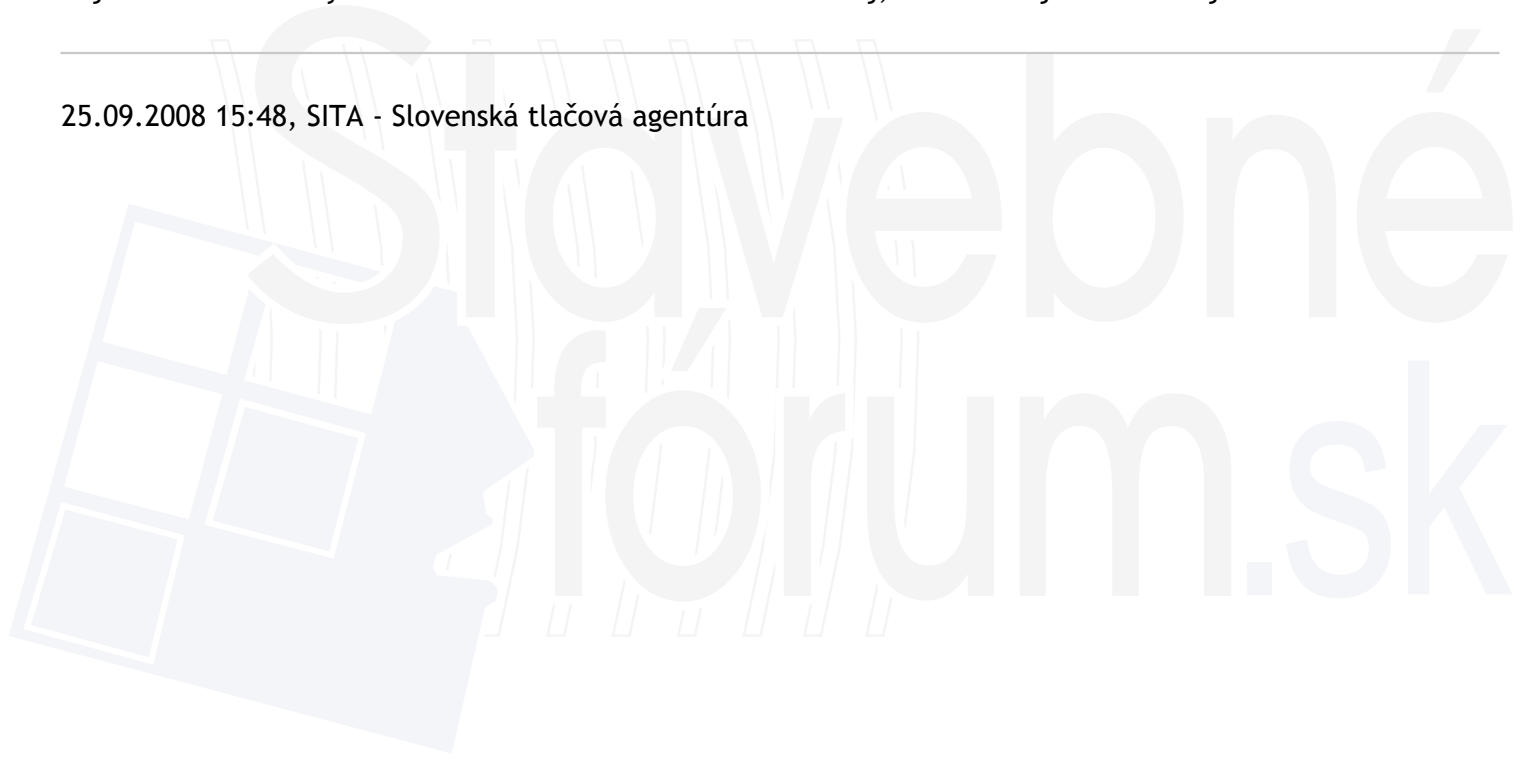 25.09.2008 15:48, SITA - Slovenská tlačová agentúra
Stavebné
fórum.sk